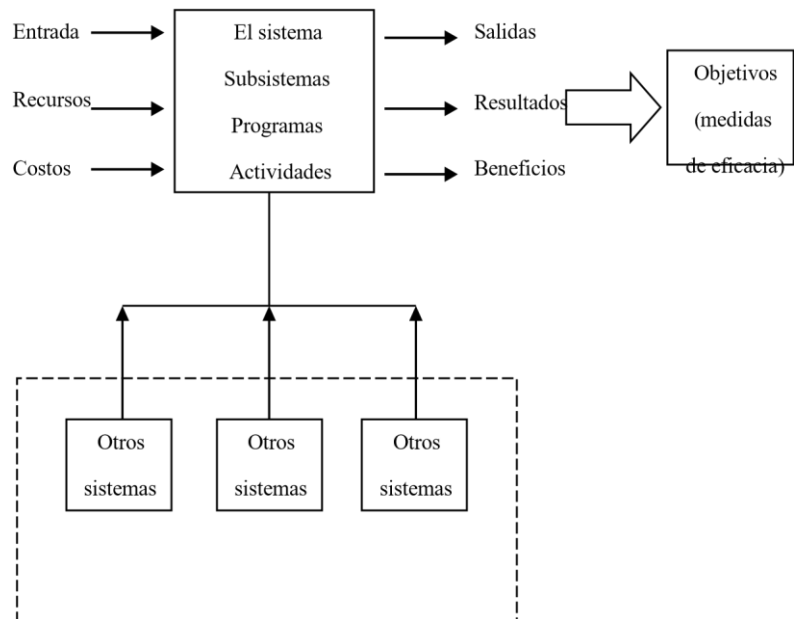 Entrada
Recursos
Costos
El sistema
Subsistemas
Programas
Actividades
Salidas
Resultados
Beneficios
Objetivos
(medidas
de eficacia)
Otros
sistemas
Otros
sistemas
Otros
sistemas